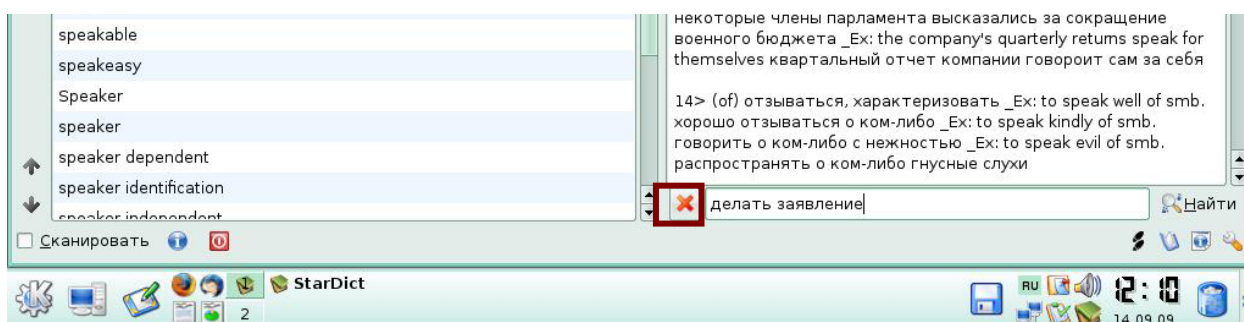 speakable
speakeasy
Speaker
speaker
speaker dependent
speaker identification
speaker independent
некоторые члены парламента высказались за сокращение
военного бюджета _Ex: the company's quarterly returns speak for
themselves квартальный отчет компании говороит сам за себя
14> (of) отзываться, характеризовать _Ex: to speak well of smb.
хорошо отзываться о ком-либо _Ex: to speak kindly of smb.
говорить о ком-либо с нежностью _Ex: to speak evil of smb.
распространять о ком-либо гнусные слухи
делать заявление
Найти
Сканировать
StarDict
2
RU
12:10
14.09.09